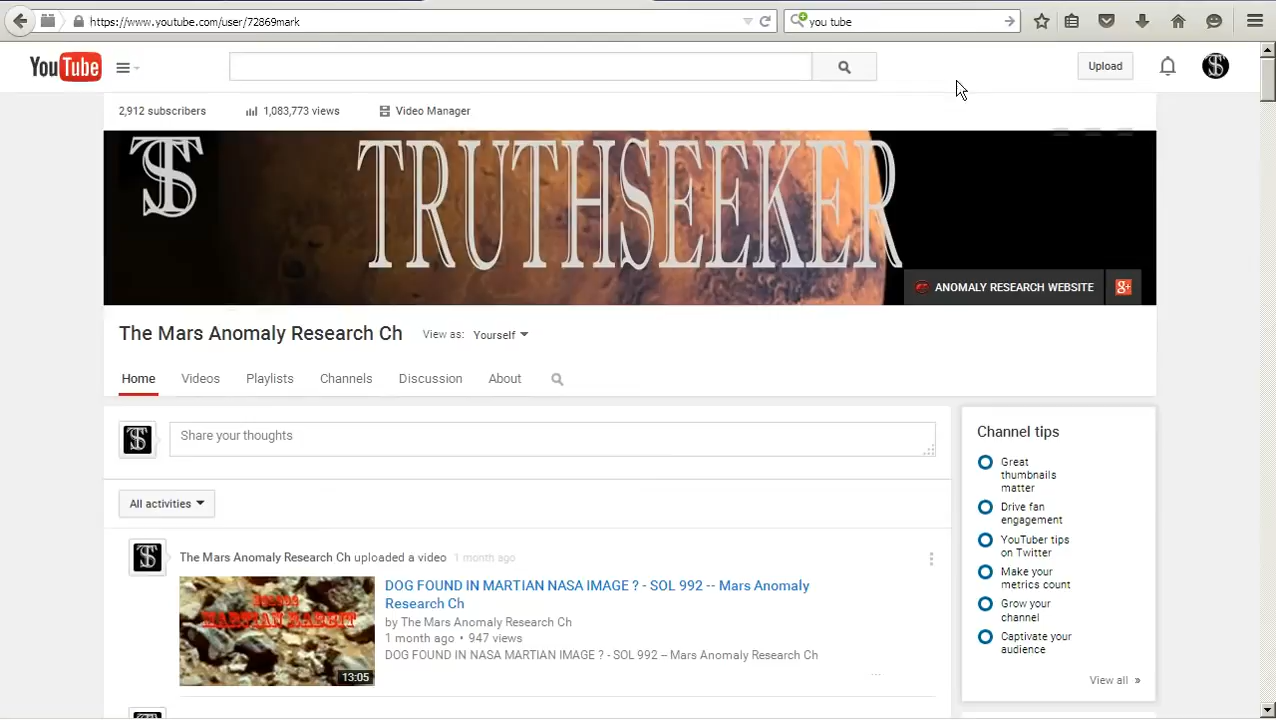 https://www.youtube.com/user/72869mark
you tube
YouTube
Upload
2,912 subscribers
1,083,773 views
Video Manager
TS
TRUTHSEEKER
ANOMALY RESEARCH WEBSITE
g+
The Mars Anomaly Research Ch
View as: Yourself
Home
Videos
Playlists
Channels
Discussion
About
Share your thoughts
All activities
The Mars Anomaly Research Ch uploaded a video 1 month ago
DOG FOUND IN MARTIAN NASA IMAGE ? - SOL 992 -- Mars Anomaly
Research Ch
by The Mars Anomaly Research Ch
1 month ago • 947 views
DOG FOUND IN NASA MARTIAN IMAGE ? - SOL 992 – Mars Anomaly Research Ch
MARTIAN RABBIT
13:05
Channel tips
Great
thumbnails
matter
Drive fan
engagement
YouTuber tips
on Twitter
Make your
metrics count
Grow your
channel
Captivate your
audience
View all »